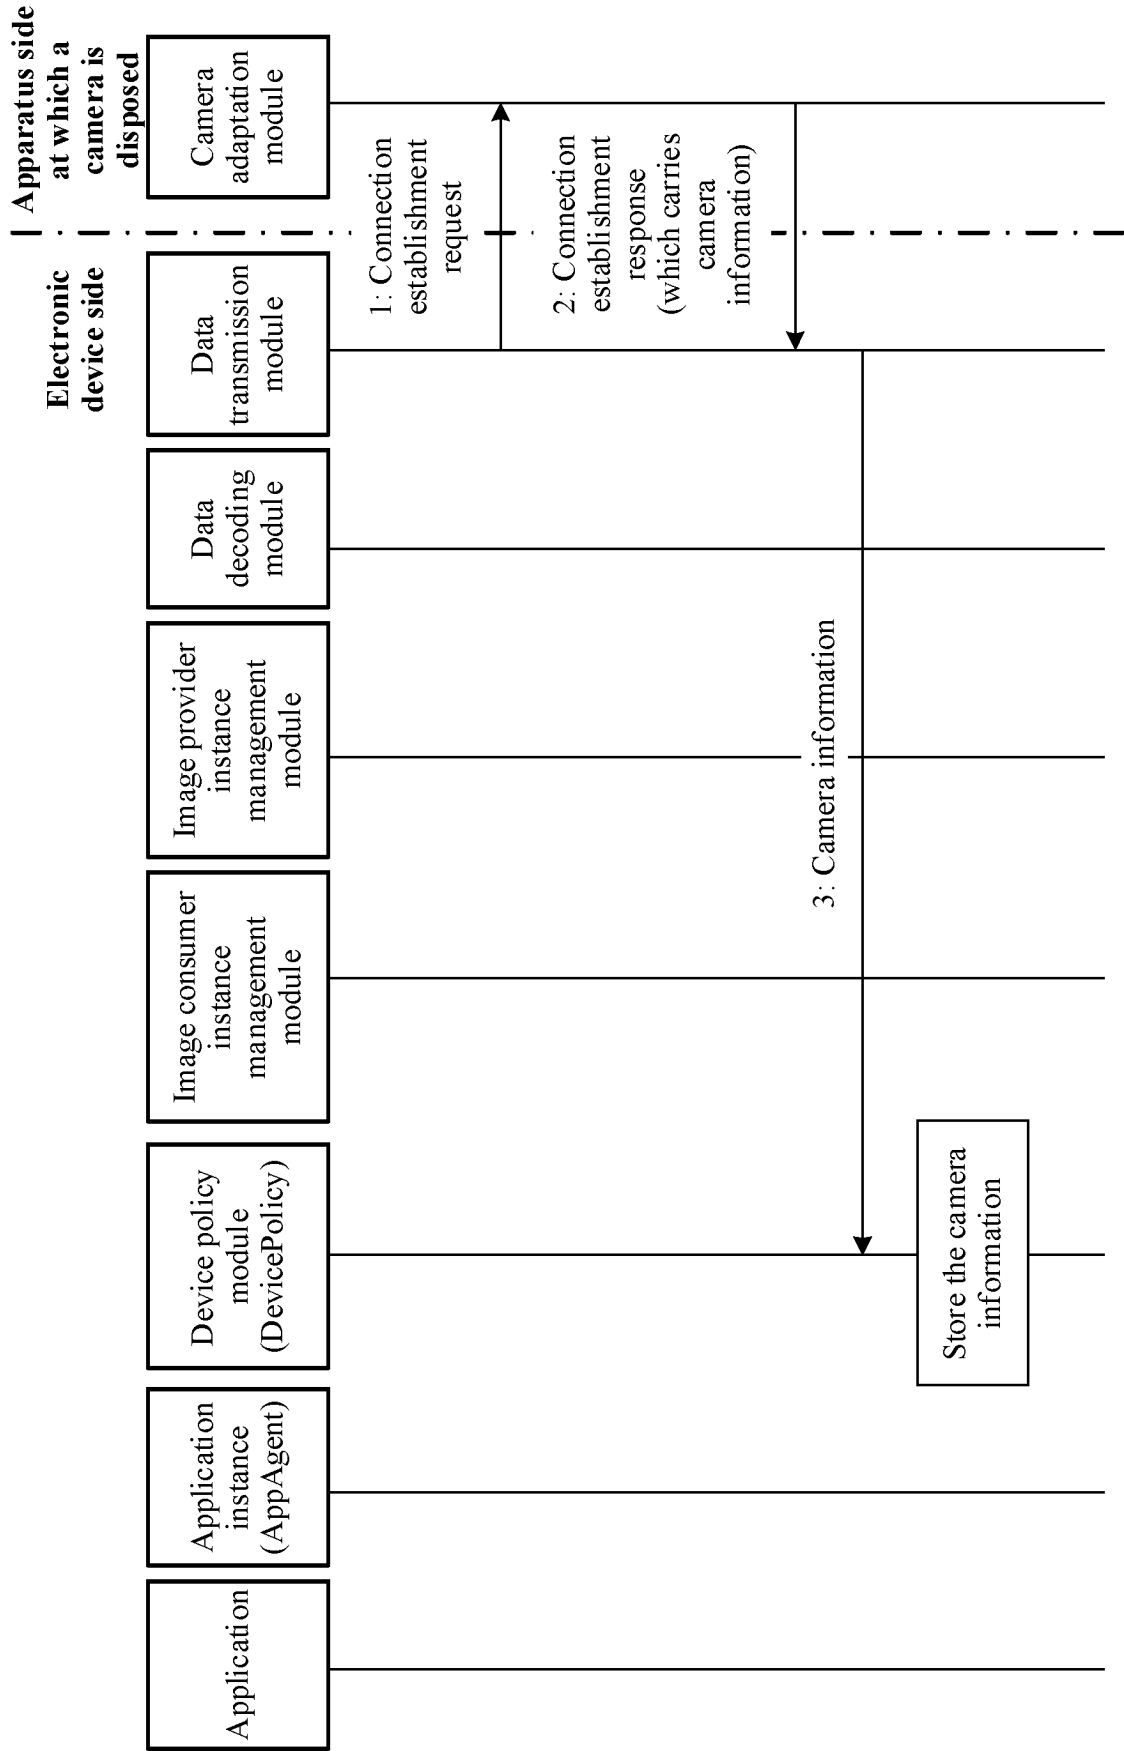 Electronic
device side
Apparatus side
at which a
camera is
disposed
Application
Application
instance
(AppAgent)
Device policy
module
(DevicePolicy)
Image consumer
instance
management
module
Image provider
instance
management
module
Data
decoding
module
Data
transmission
module
Camera
adaptation
module
1: Connection
establishment
request
2: Connection
establishment
response
(which carries
camera
information)
3: Camera information
Store the camera
information